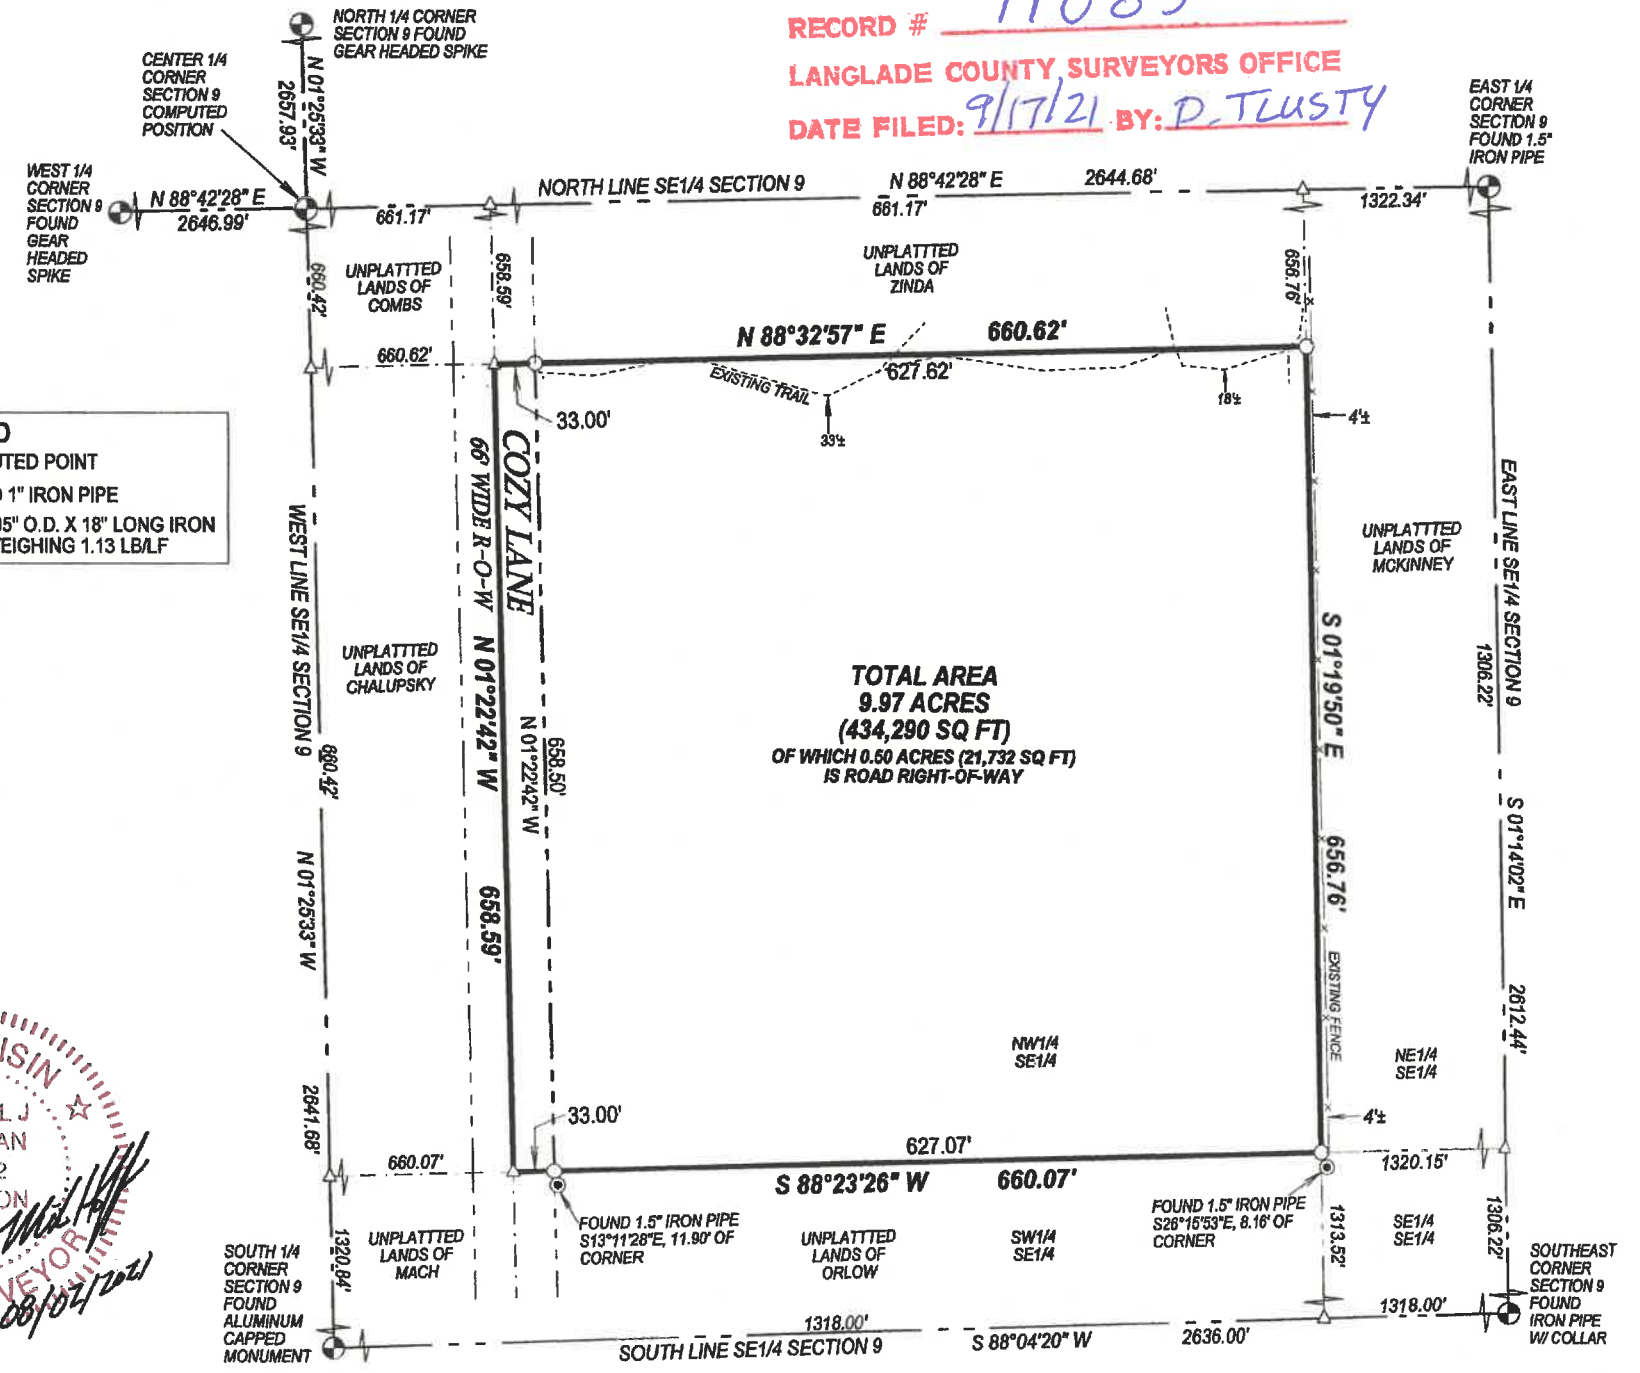 RECORD #
LANGLADE COUNTY SURVEYORS OFFICE
DATE FILED: 9/17/21 BY: D. TLUSTY
NORTH 1/4 CORNER
SECTION 9 FOUND
GEAR HEADED SPIKE
CENTER 1/4
CORNER
SECTION 9
COMPUTED
POSITION
N 01°25'33" W
2657.93'
EAST 1/4
CORNER
SECTION 9
FOUND 1.5"
IRON PIPE
WEST 1/4
CORNER
SECTION 9
FOUND
GEAR
HEADED
SPIKE
N 88°42'28" E
2646.99'
661.17'
NORTH LINE SE1/4 SECTION 9
N 88°42'28" E
2644.68'
661.17'
1322.34'
660.42'
UNPLATTTED
LANDS OF
COMBS
658.59'
UNPLATTTED
LANDS OF
ZINDA
656.76'
660.62'
N 88°32'57" E
660.62'
627.62'
EXISTING TRAIL
33'±
18'±
4'±
33.00'
COZY LANE
66' WIDE R-O-W
N 01°22'42" W
658.59'
N 01°22'42" W
658.50'
UTED POINT
1" IRON PIPE
O.D. X 18" LONG IRON
EIGHING 1.13 LB/LF
WEST LINE SE1/4 SECTION 9
660.42'
N 01°25'33" W
2641.68'
UNPLATTTED
LANDS OF
CHALUPSKY
TOTAL AREA
9.97 ACRES
(434,290 SQ FT)
OF WHICH 0.50 ACRES (21,732 SQ FT)
IS ROAD RIGHT-OF-WAY
UNPLATTTED
LANDS OF
MCKINNEY
S 01°19'50" E
656.76'
EXISTING FENCE
EAST LINE SE1/4 SECTION 9
1306.22'
S 01°14'02" E
2612.44'
NW1/4
SE1/4
NE1/4
SE1/4
4'±
33.00'
660.07'
627.07'
S 88°23'26" W
660.07'
1320.15'
FOUND 1.5" IRON PIPE
S13°11'28"E, 11.90' OF
CORNER
UNPLATTTED
LANDS OF
ORLOW
SW1/4
SE1/4
FOUND 1.5" IRON PIPE
S26°15'53"E, 8.16' OF
CORNER
1313.52'
SE1/4
SE1/4
1306.22'
UNPLATTTED
LANDS OF
MACH
1320.84'
SOUTH 1/4
CORNER
SECTION 9
FOUND
ALUMINUM
CAPPED
MONUMENT
1318.00'
SOUTH LINE SE1/4 SECTION 9
S 88°04'20" W
2636.00'
1318.00'
SOUTHEAST
CORNER
SECTION 9
FOUND
IRON PIPE
W/ COLLAR
ISIN
L J
AN
2
ON
VEYOR
08/02/2021